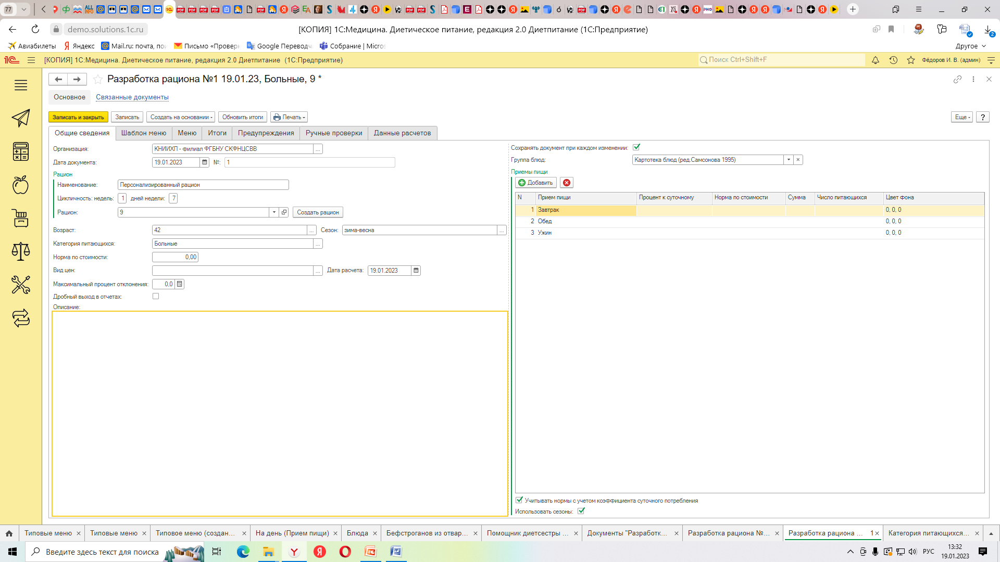 77
demo.solutions.1c.ru
[КОПИЯ] 1С:Медицина. Диетическое питание, редакция 2.0 Диетпитание (1С:Предприятие)
2
Авиабилеты
Яндекс
Mail.ru: почта, пои
Письмо «Проверк
Google Переводч
Собрание | Micros
Другое
[КОПИЯ] 1С:Медицина. Диетическое питание, редакция 2.0 Диетпитание (1С:Предприятие)
Поиск Ctrl+Shift+F
Фёдоров И. В. (админ)
Разработка рациона №1 19.01.23, Больные, 9 *
Основное
Связанные документы
Записать и закрыть
Записать
Создать на основании
Обновить итоги
Печать
Еще
?
Общие сведения
Шаблон меню
Меню
Итоги
Предупреждения
Ручные проверки
Данные расчетов
Организация:
КНИИХП - филиал ФГБНУ СКФНЦСВВ
Дата документа:
19.01.2023
№:
1
Рацион
Наименование:
Персонализированный рацион
Цикличность: недель:
1
дней недели:
7
Рацион:
9
Создать рацион
Возраст:
42
Сезон:
зима-весна
Категория питающихся:
Больные
Норма по стоимости:
0,00
Вид цен:
Дата расчета:
19.01.2023
Максимальный процент отклонения:
0,0
Дробный выход в отчетах:
Описание:
Сохранять документ при каждом изменении:
Группа блюд:
Картотека блюд (ред.Самсонова 1995)
Приемы пищи
Добавить
N Прием пищи Процент к суточному Норма по стоимости Сумма Число питающихся Цвет фона
1 Завтрак 0, 0, 0
2 Обед 0, 0, 0
3 Ужин 0, 0, 0
Учитывать нормы с учетом коэффициента суточного потребления
Использовать сезоны:
Типовые меню
Типовые меню
Типовое меню (создан...
На день (Прием пищи)
Блюда
Бефстроганов из отвар...
Помощник диетсестры ...
Документы "Разработк...
Разработка рациона №...
Разработка рациона ... 1
Категория питающихся...
Введите здесь текст для поиска
РУС
13:32
19.01.2023